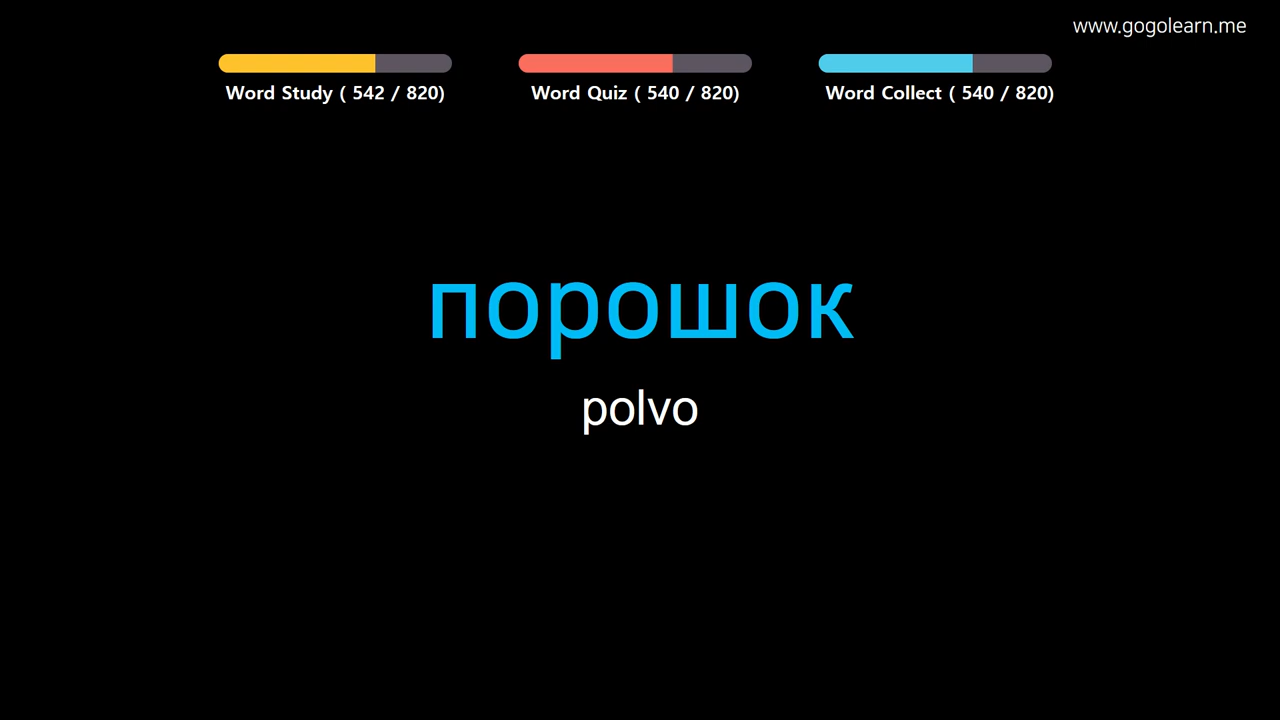 www.gogolearn.me
Word Study ( 542 / 820) Word Quiz ( 540 / 820) Word Collect ( 540 / 820)
порошок
polvo